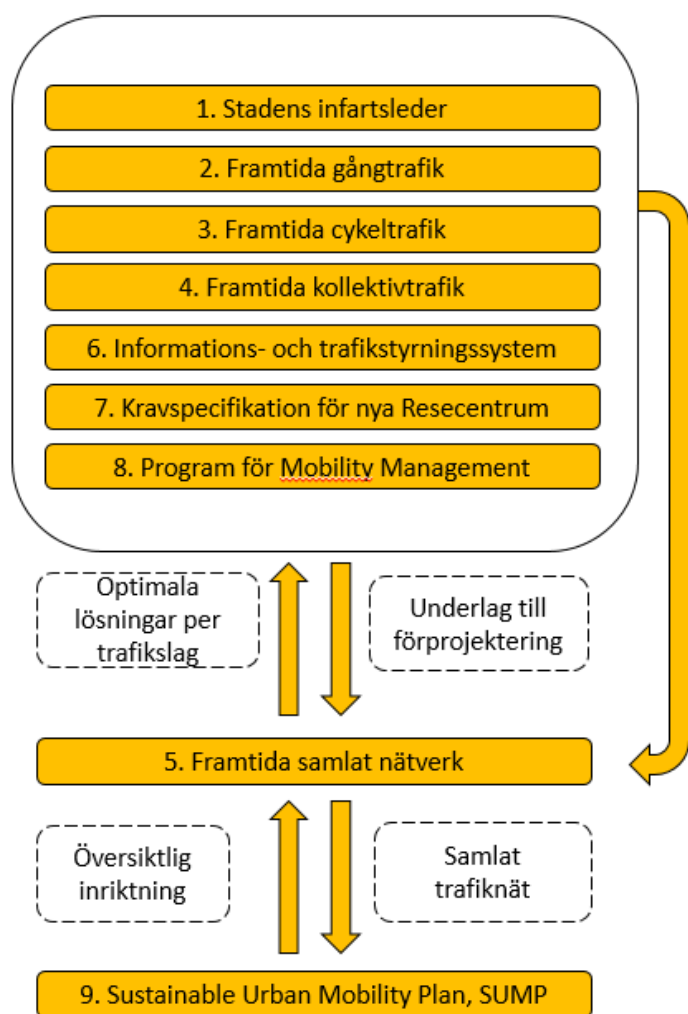 1. Stadens infartsleder
2. Framtida gångtrafik
3. Framtida cykeltrafik
4. Framtida kollektivtrafik
6. Informations- och trafikstyrningssystem
7. Kravspecifikation för nya Resecentrum
8. Program för Mobility Management
Optimala
lösningar per
trafikslag
Underlag till
förprojektering
5. Framtida samlat nätverk
Översiktlig
inriktning
Samlat
trafiknät
9. Sustainable Urban Mobility Plan, SUMP